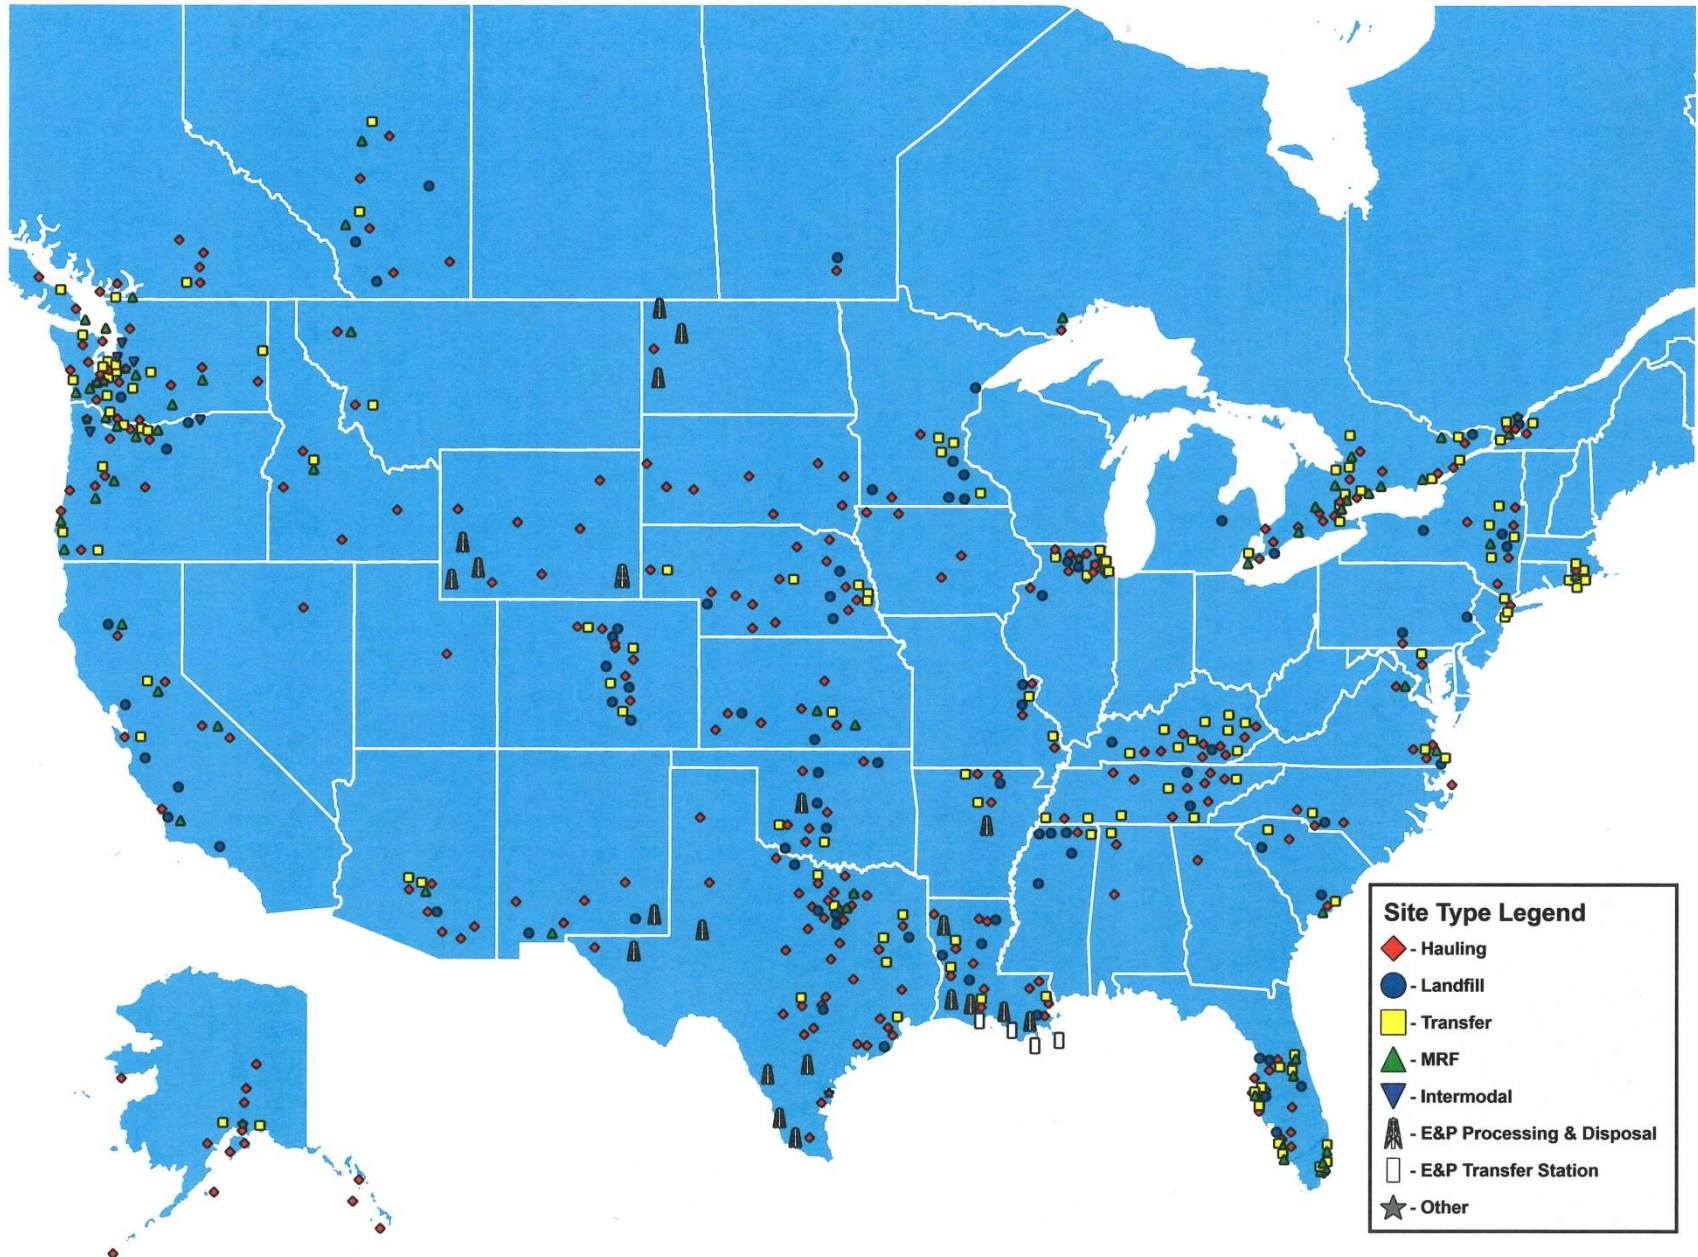 Site Type Legend
- Hauling
- Landfill
- Transfer
- MRF
- Intermodal
- E&P Processing & Disposal
- E&P Transfer Station
- Other